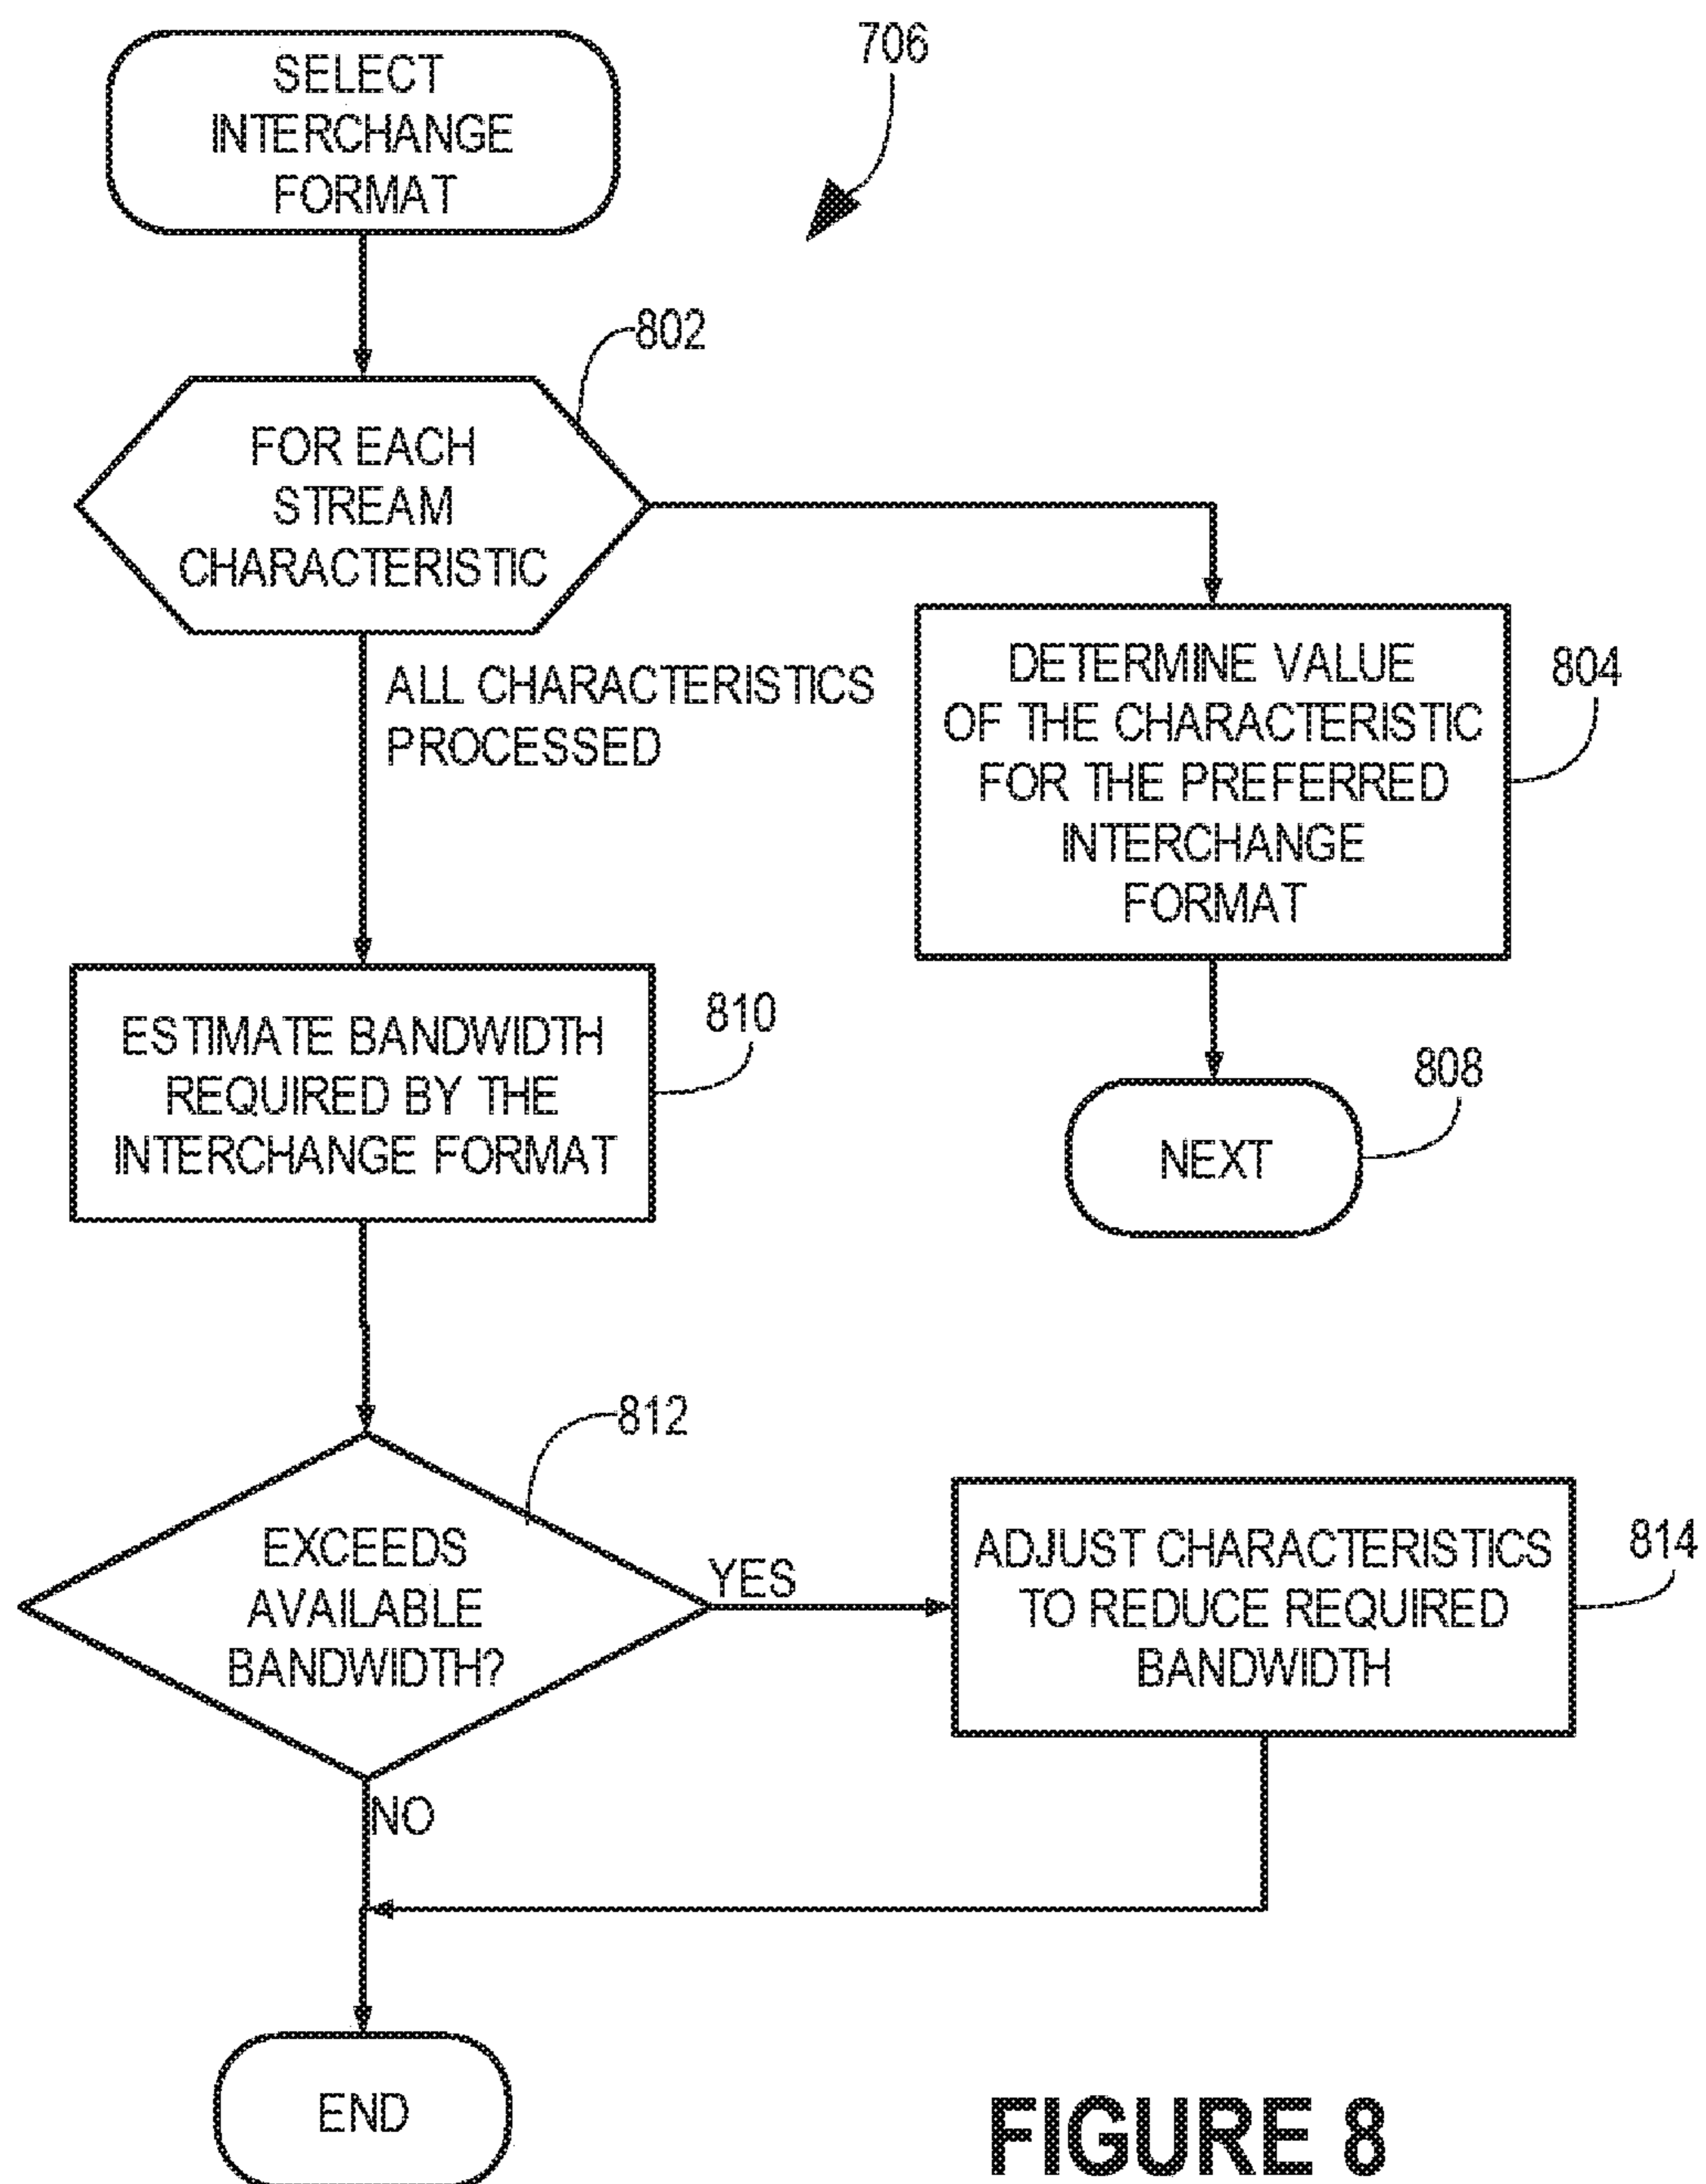 SELECT
INTERCHANGE
FORMAT
706
802
FOR EACH
STREAM
CHARACTERISTIC
ALL CHARACTERISTICS
PROCESSED
DETERMINE VALUE
OF THE CHARACTERISTIC
FOR THE PREFERRED
INTERCHANGE
FORMAT
804
ESTIMATE BANDWIDTH
REQUIRED BY THE
INTERCHANGE FORMAT
810
NEXT
808
812
EXCEEDS
AVAILABLE
BANDWIDTH?
YES
NO
ADJUST CHARACTERISTICS
TO REDUCE REQUIRED
BANDWIDTH
814
END
FIGURE 8